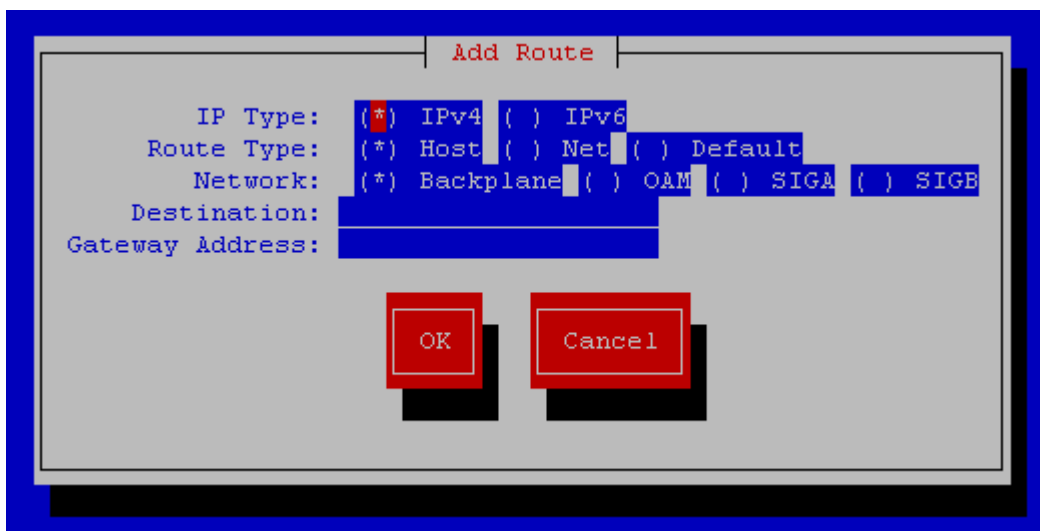 Add Route
IP Type: (*) IPv4 ( ) IPv6
Route Type: (*) Host ( ) Net ( ) Default
Network: (*) Backplane ( ) OAM ( ) SIGA ( ) SIGB
Destination:
Gateway Address:
OK Cancel